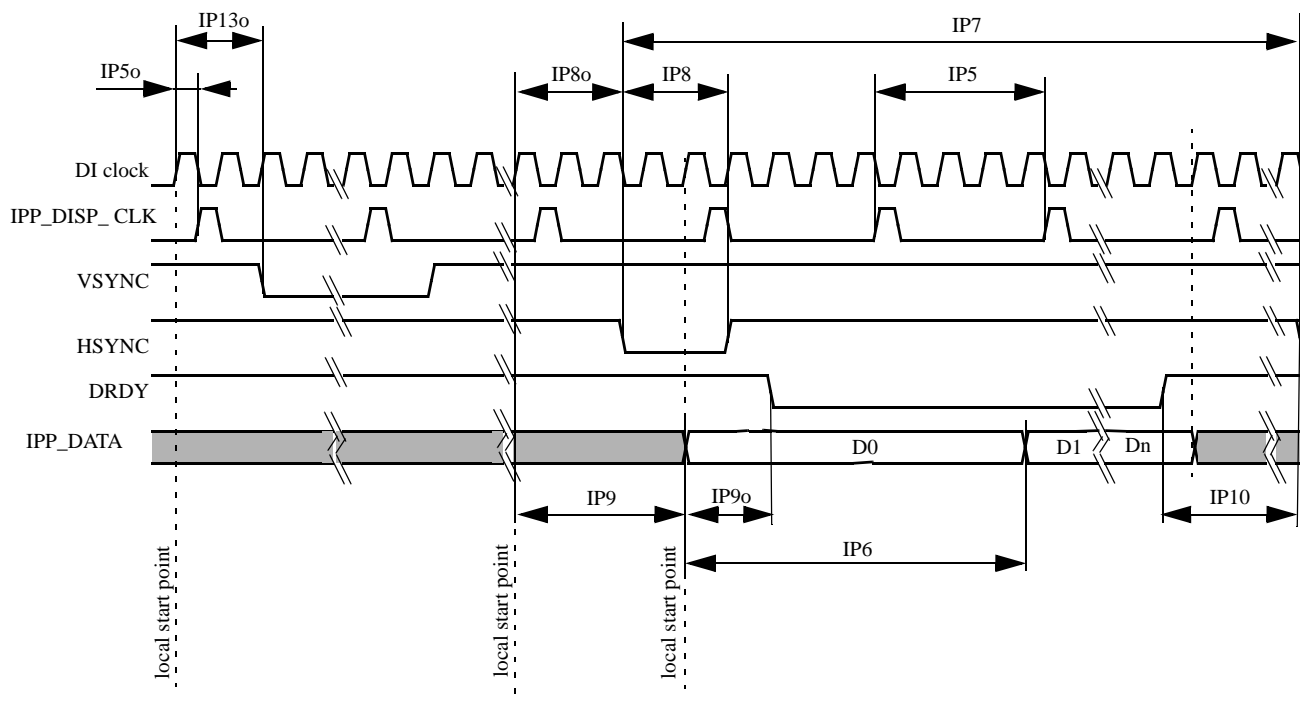 IP13o
IP7
IP5o
IP8o
IP8
IP5
DI clock
IPP_DISP_ CLK
VSYNC
HSYNC
DRDY
IPP_DATA
D0
D1
Dn
IP9
IP9o
IP10
IP6
local start point
local start point
local start point